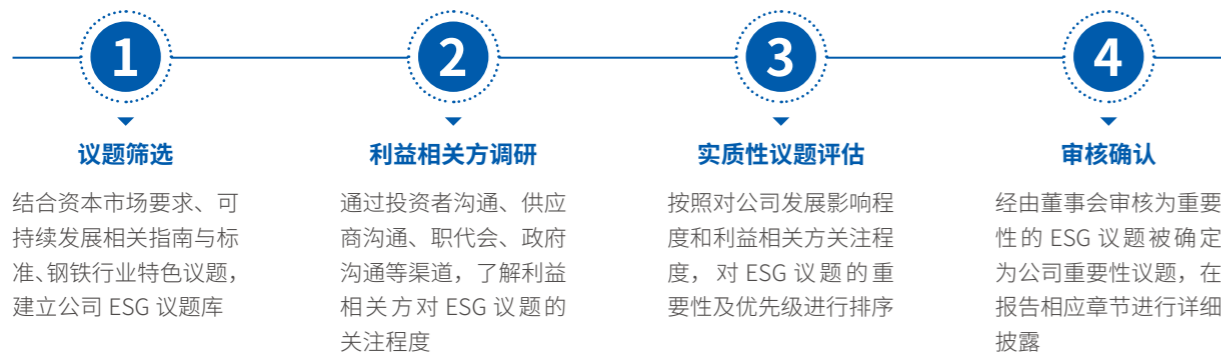 1
议题筛选
结合资本市场要求、可
持续发展相关指南与标
准、钢铁行业特色议题，
建立公司 ESG 议题库
2
利益相关方调研
通过投资者沟通、供应
商沟通、职代会、政府
沟通等渠道，了解利益
相关方对 ESG 议题的
关注程度
3
实质性议题评估
按照对公司发展影响程
度和利益相关方关注程
度，对 ESG 议题的重
要性及优先级进行排序
4
审核确认
经由董事会审核为重要
性的 ESG 议题被确定
为公司重要性议题，在
报告相应章节进行详细
披露